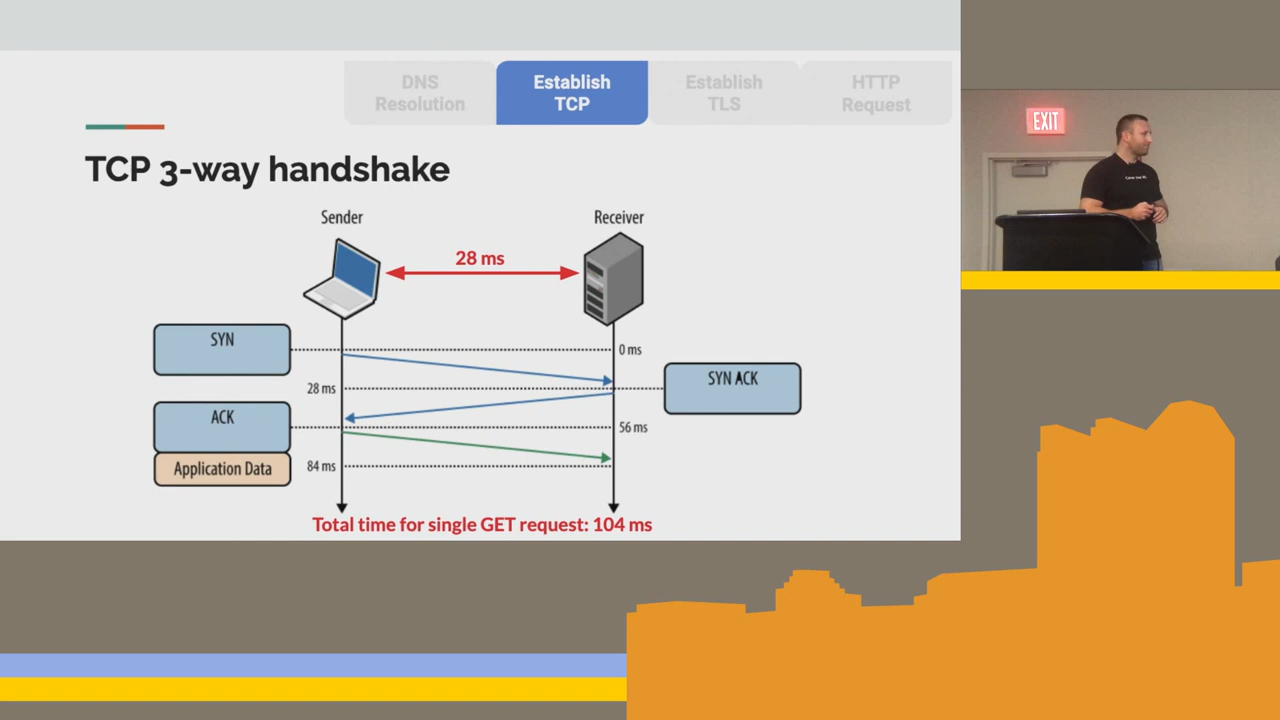 DNS
Resolution
Establish
TCP
Establish
TLS
HTTP
Request
EXIT
TCP 3-way handshake
Sender
Receiver
28 ms
SYN
0 ms
28 ms
SYN ACK
ACK
56 ms
Application Data
84 ms
Total time for single GET request: 104 ms